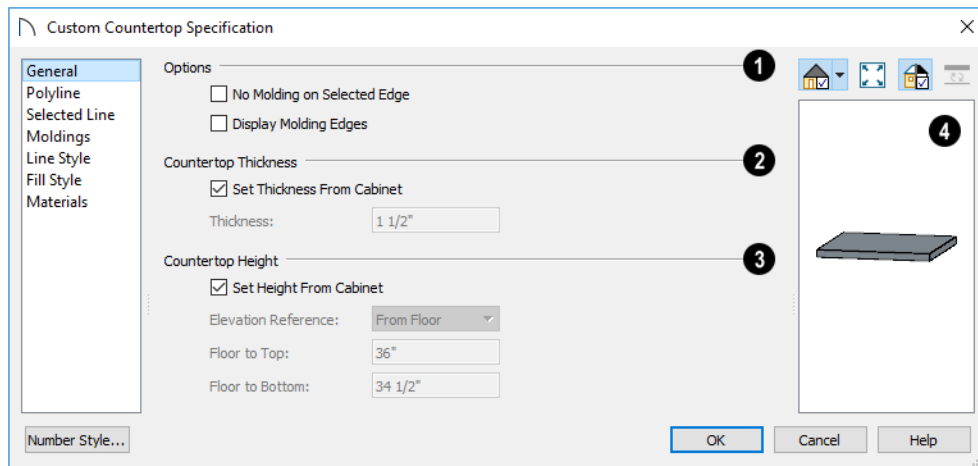 Custom Countertop Specification
General
Polyline
Selected Line
Moldings
Line Style
Fill Style
Materials
Options
1
No Molding on Selected Edge
Display Molding Edges
Countertop Thickness
2
Set Thickness From Cabinet
Thickness: 1 1/2"
Countertop Height
3
Set Height From Cabinet
Elevation Reference: From Floor
Floor to Top: 36"
Floor to Bottom: 34 1/2"
4
Number Style... OK Cancel Help